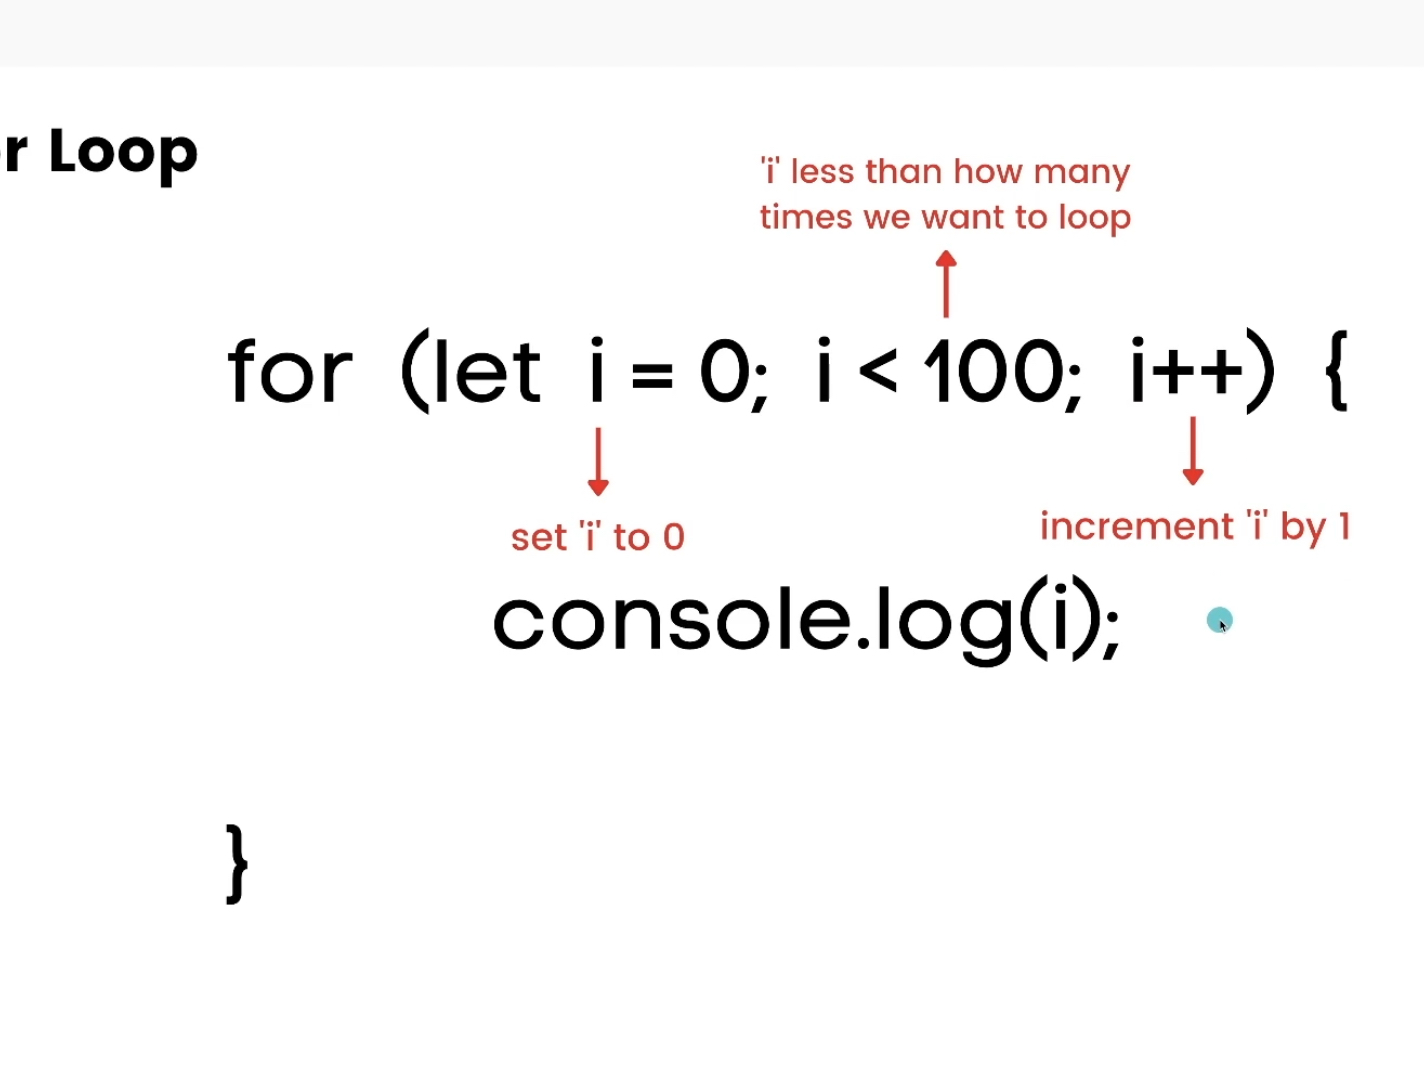 r Loop
'i' less than how many
times we want to loop
for (let i = 0; i < 100; i++) {
set 'i' to 0
increment 'i' by 1
console.log(i);
}